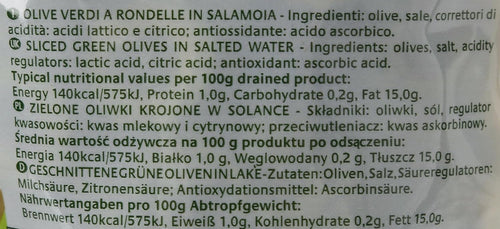 OLIVE VERDI A RONDELLE IN SALAMOIA - Ingredienti: olive, sale, correttori di
acidità: acidi lattico e citrico; antiossidante: acido ascorbico.
UK SLICED GREEN OLIVES IN SALTED WATER - Ingredients: olives, salt, acidity
regulators: lactic acid, citric acid; antioxidant: ascorbic acid.
Typical nutritional values per 100g drained product:
Energy 140kcal/575kJ, Protein 1,0g, Carbohydrate 0,2g, Fat 15,0g.
PL ZIELONE OLIWKI KROJONE W SOLANCE - Składniki: oliwki, sól, regulator
kwasowości: kwas mlekowy i cytrynowy; przeciwutleniacz: kwas askorbinowy.
Średnia wartość odżywcza na 100 g produktu po odsączeniu:
Energia 140kcal/575kJ, Białko 1,0 g, Węglowodany 0,2 g, Tłuszcz 15,0 g.
D GESCHNITTENE GRÜNE OLIVEN IN LAKE-Zutaten: Oliven, Salz, Säureregulatoren:
Milchsäure, Zitronensäure; Antioxydationsmittel: Ascorbinsäure.
Nährwertangaben pro 100g Abtropfgewicht:
Brennwert 140kcal/575kJ, Eiweiß 1,0g, Kohlenhydrate 0,2g, Fett 15,0g.